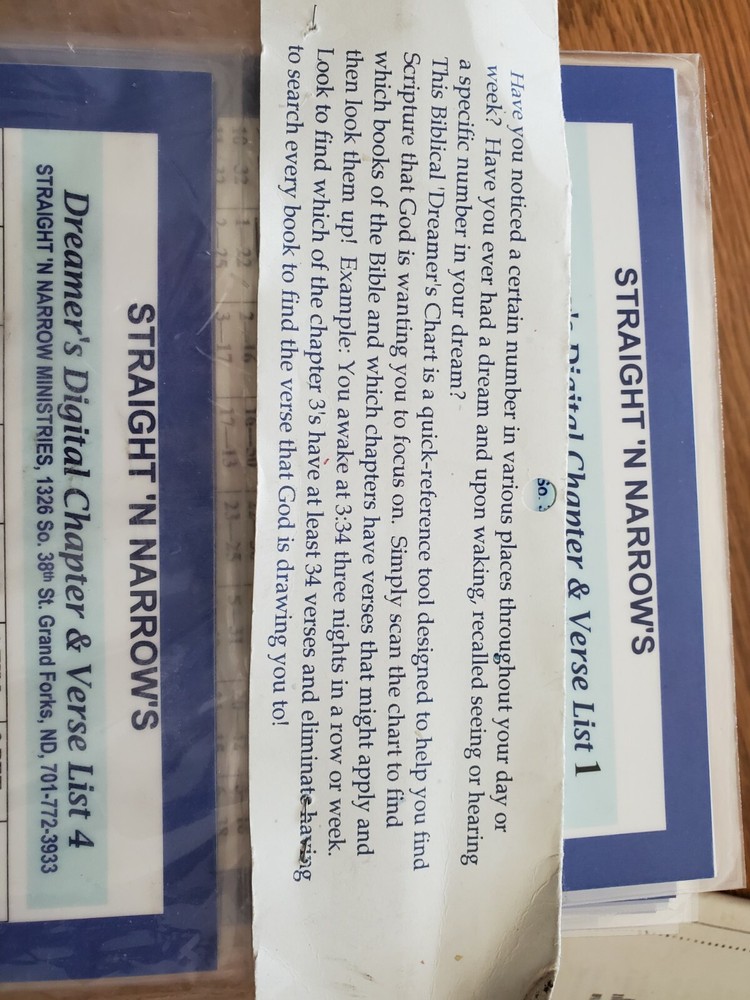 STRAIGHT 'N NARROW'S
's Digital Chapter & Verse List 1
So.
Have you noticed a certain number in various places throughout your day or
week? Have you ever had a dream and upon waking, recalled seeing or hearing
a specific number in your dream?
This Biblical 'Dreamer's Chart is a quick-reference tool designed to help you find
Scripture that God is wanting you to focus on. Simply scan the chart to find
which books of the Bible and which chapters have verses that might apply and
then look them up! Example: You awake at 3:34 three nights in a row or week.
Look to find which of the chapter 3's have at least 34 verses and eliminate having
to search every book to find the verse that God is drawing you to!
STRAIGHT 'N NARROW'S
Dreamer's Digital Chapter & Verse List 4
STRAIGHT 'N NARROW MINISTRIES, 1326 So. 38th St. Grand Forks, ND, 701-772-3933